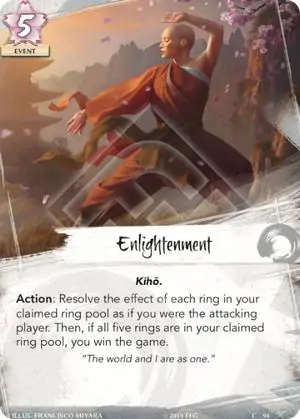 5
EVENT
Enlightenment
Kihō.
Action: Resolve the effect of each ring in your
claimed ring pool as if you were the attacking
player. Then, if all five rings are in your claimed
ring pool, you win the game.
"The world and I are as one."
ILLUS. FRANCISCO MIYARA © 2019 FFG C 94